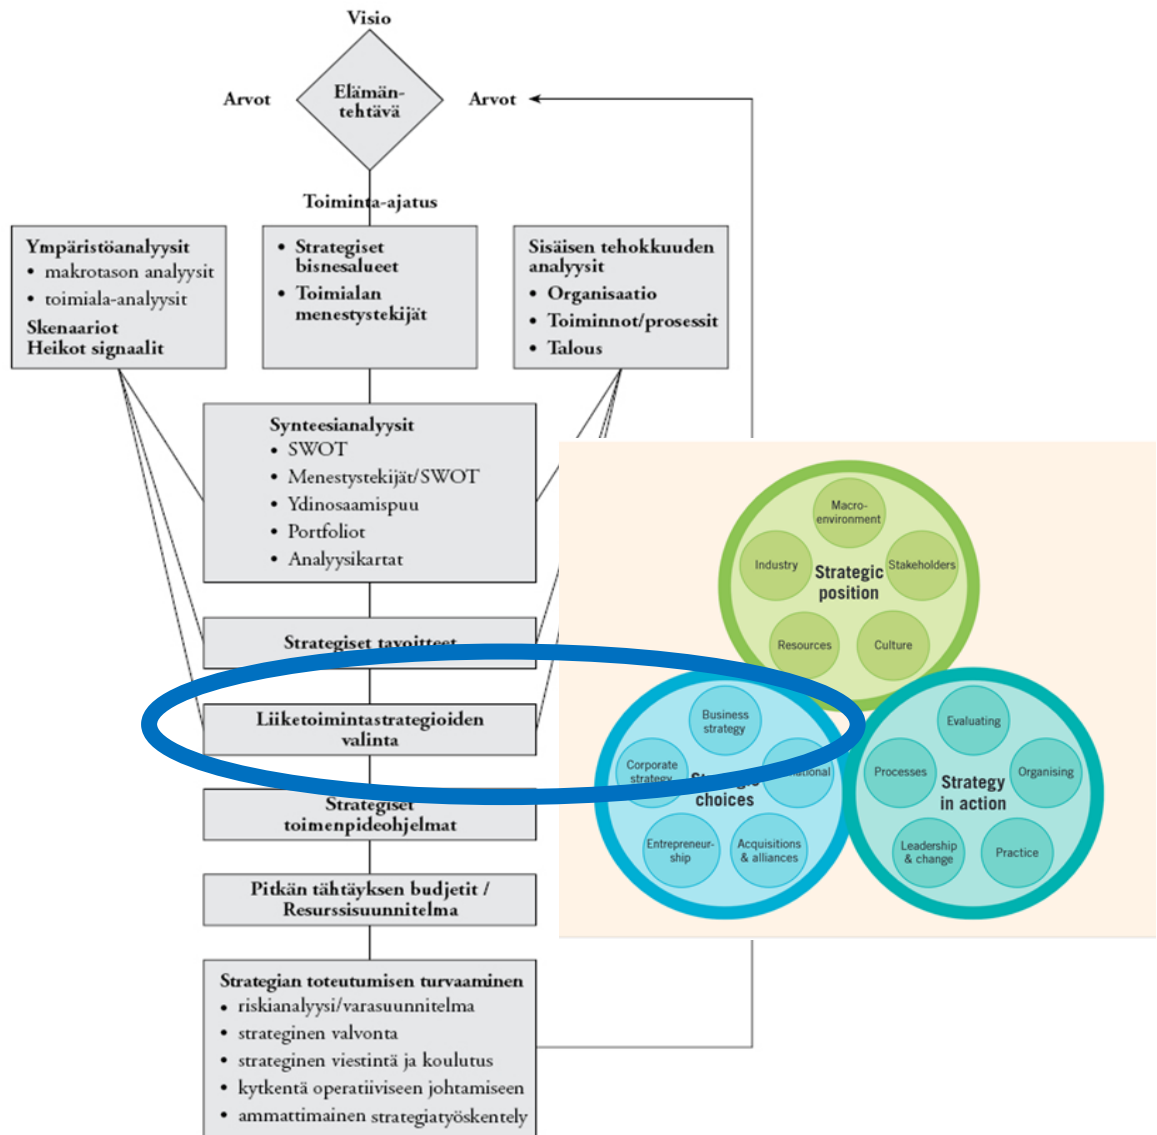 Visio
Arvot
Elämän-
tehtävä
Arvot
Toiminta-ajatus
Ympäristöanalyysit
• makrotason analyysit
• toimiala-analyysit
Skenaariot
Heikot signaalit
• Strategiset
bisnesalueet
• Toimialan
menestystekijät
Sisäisen tehokkuuden
analyysit
• Organisaatio
• Toiminnot/prosessit
• Talous
Synteesianalyysit
• SWOT
• Menestystekijät/SWOT
• Ydinosaamispuu
• Portfoliot
• Analyysikartat
Strategiset tavoitteet
Liiketoimintastrategioiden
valinta
Strategiset
toimenpideohjelmat
Pitkän tähtäyksen budjetit /
Resurssisuunnitelma
Strategian toteutumisen turvaaminen
• riskianalyysi/varasuunnitelma
• strateginen valvonta
• strateginen viestintä ja koulutus
• kytkentä operatiiviseen johtamiseen
• ammattimainen strategiatyöskentely
Macro-
environment
Industry
Strategic
position
Stakeholders
Resources
Culture
Business
strategy
Corporate
strategy
choices
Entrepreneur-
ship
Acquisitions
& alliances
Evaluating
Processes
Strategy
in action
Organising
Leadership
& change
Practice